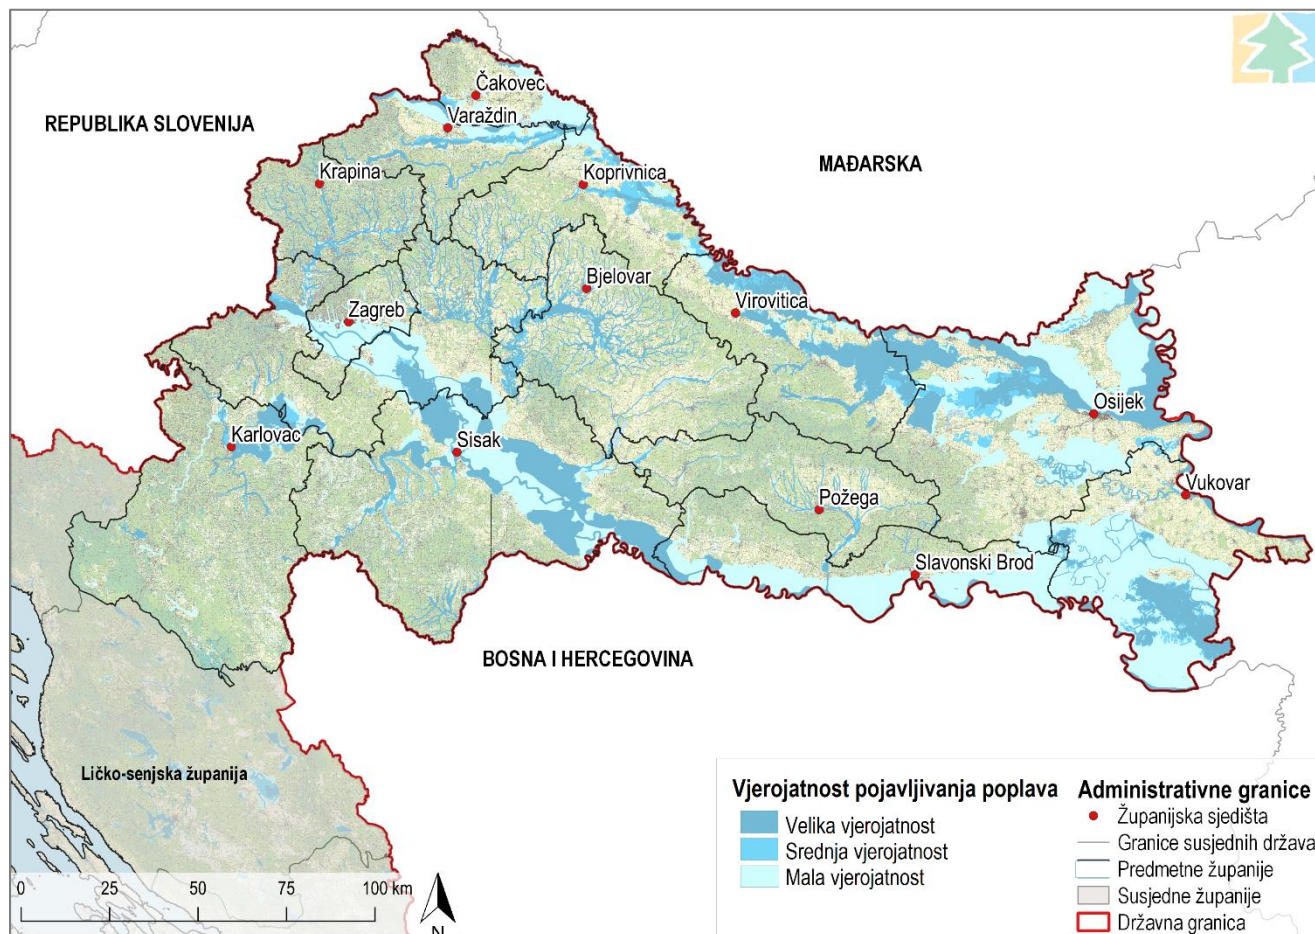 Čakovec
Varaždin
REPUBLIKA SLOVENIJA
MAĐARSKA
Krapina
Koprivnica
Bjelovar
Virovitica
Zagreb
Osijek
Karlovac
Sisak
Vukovar
Požega
Slavonski Brod
BOSNA I HERCEGOVINA
Ličko-senjska županija
Vjerojatnost pojavljivanja poplava
Velika vjerojatnost
Srednja vjerojatnost
Mala vjerojatnost
Administrativne granice
Županijska sjedišta
Granice susjednih država
Predmetne županije
Susjedne županije
Državna granica
0 25 50 75 100 km
N